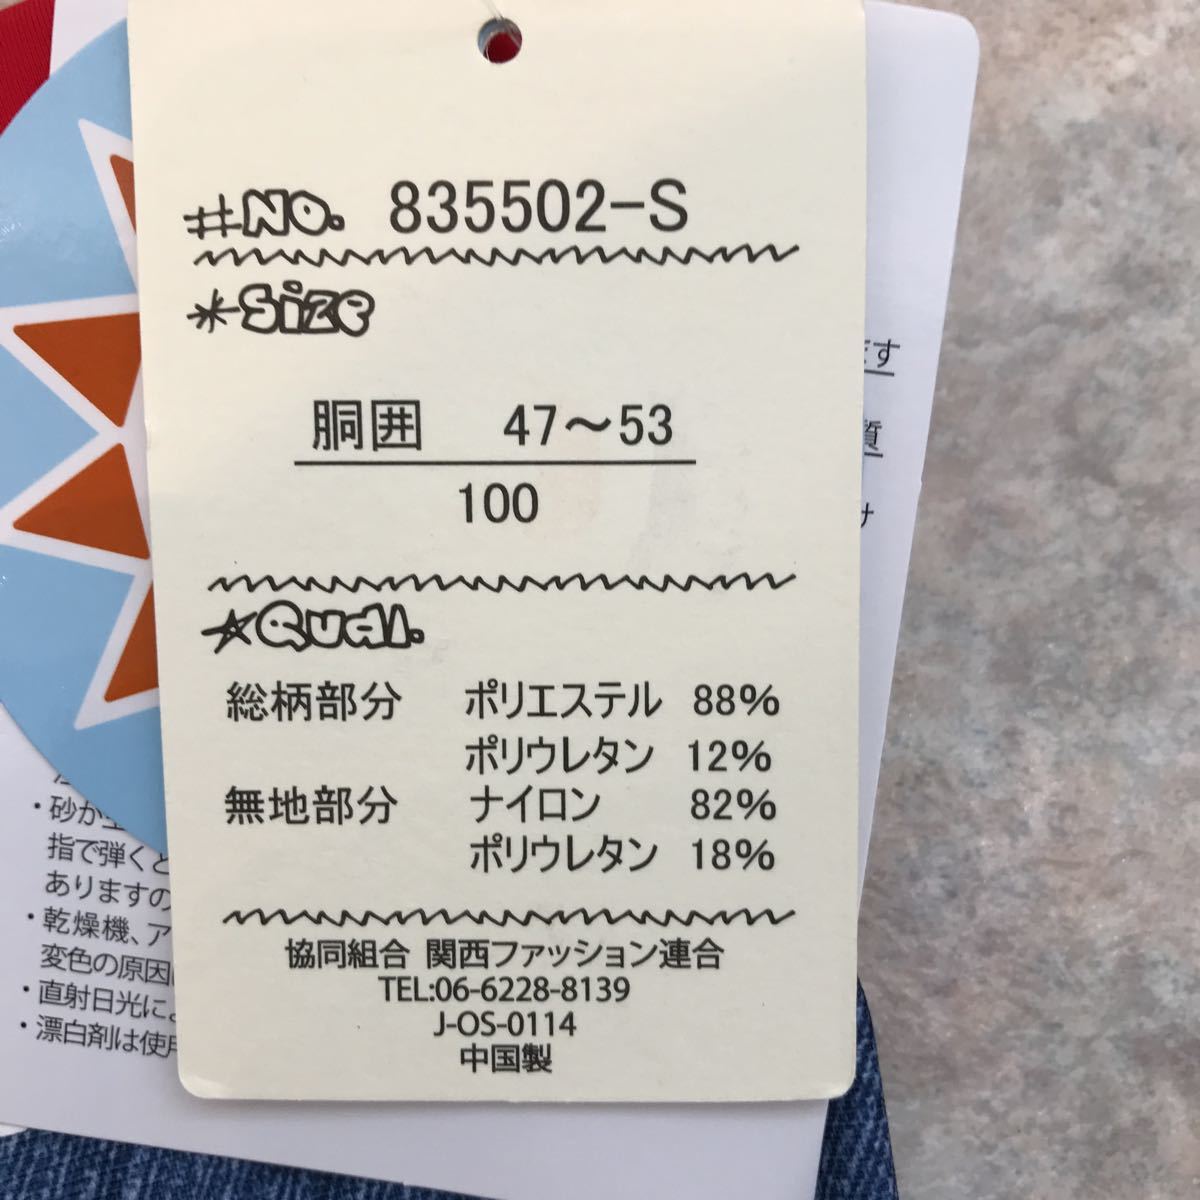 #NO. 835502-S
*Size
胴囲 47〜53
100
☆Qual.
総柄部分 ポリエステル 88%
ポリウレタン 12%
無地部分 ナイロン 82%
ポリウレタン 18%
協同組合 関西ファッション連合
TEL:06-6228-8139
J-OS-0114
中国製
ます
質
け
・砂が
指で弾くと
ありますの
・乾燥機、ア
変色の原因
・直射日光に
・漂白剤は使用